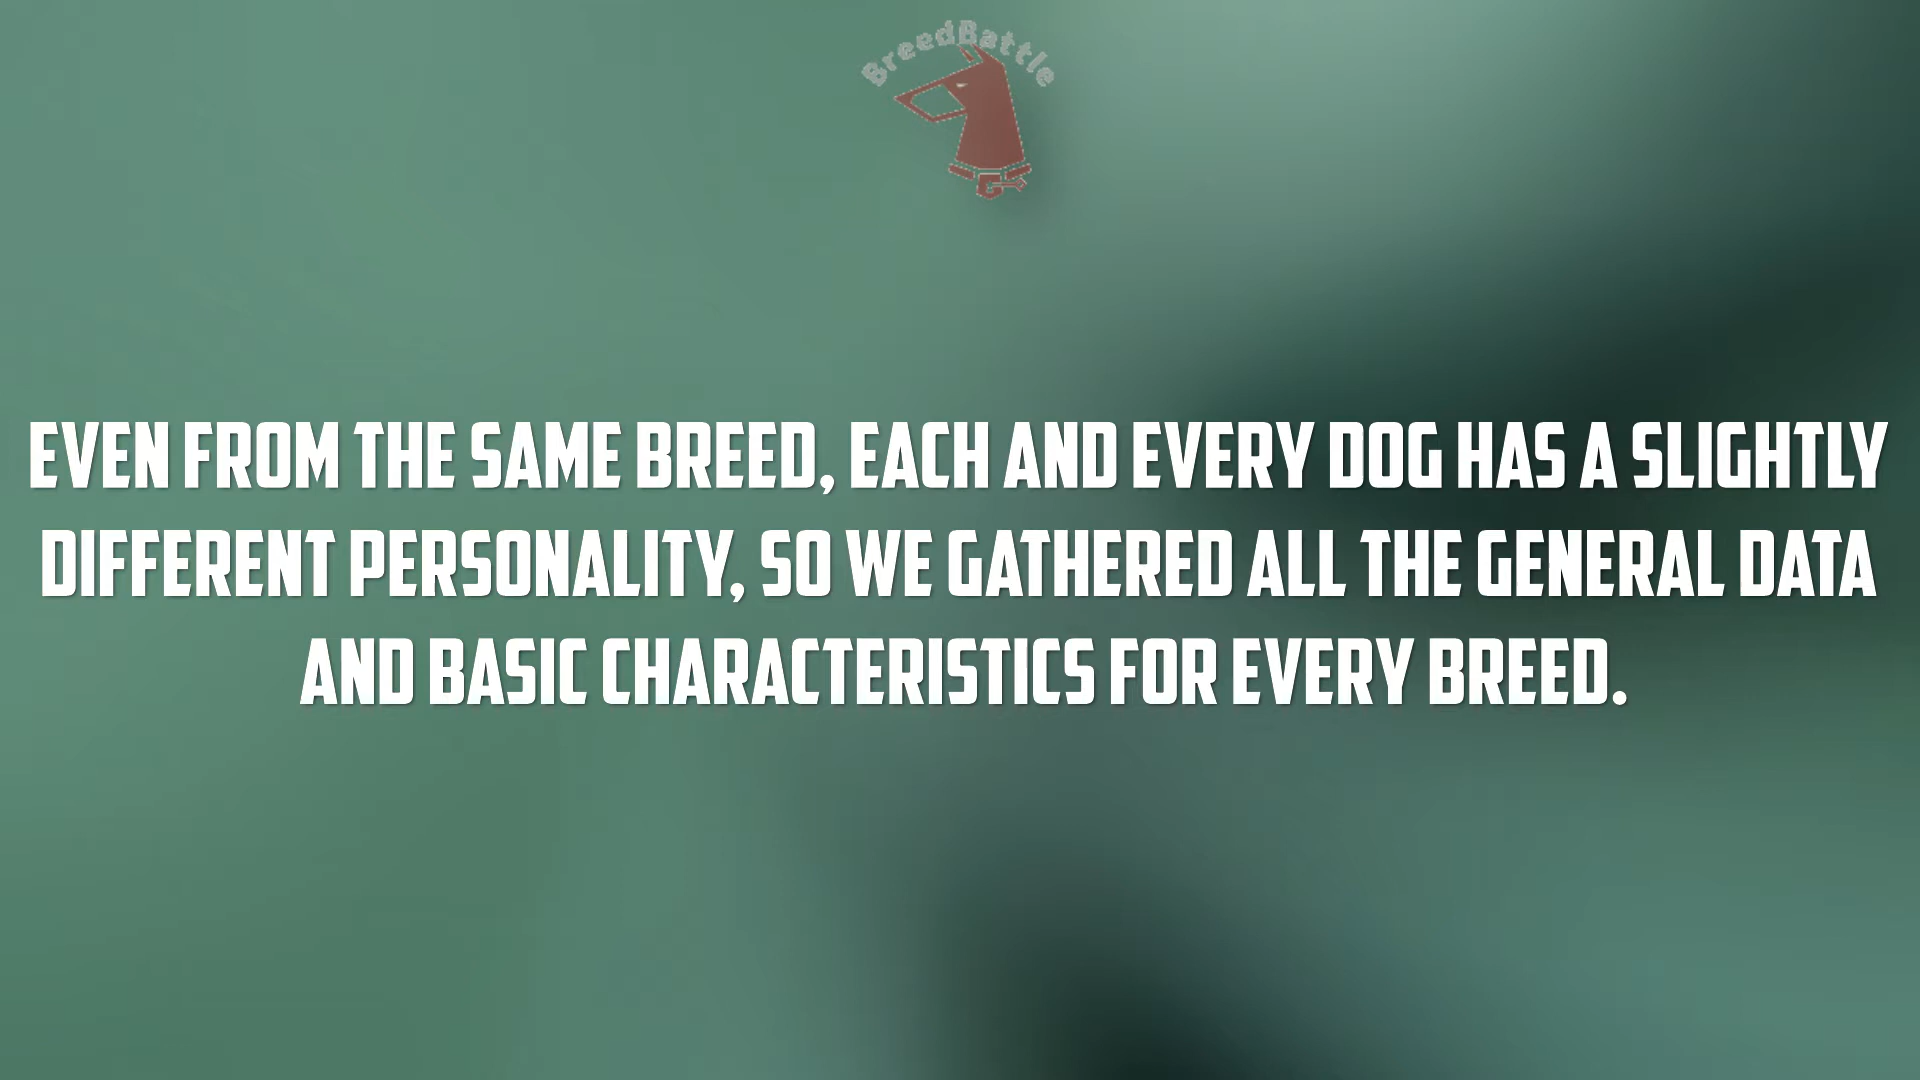 BreedBattle
EVEN FROM THE SAME BREED, EACH AND EVERY DOG HAS A SLIGHTLY
DIFFERENT PERSONALITY, SO WE GATHERED ALL THE GENERAL DATA
AND BASIC CHARACTERISTICS FOR EVERY BREED.